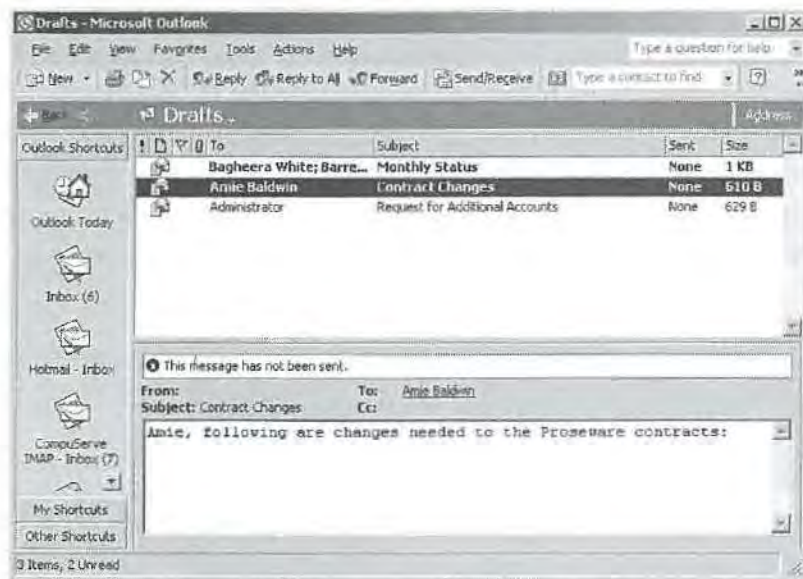 Drafts - Microsoft Outlook
File Edit View Favorites Tools Actions Help Type a question for help
New Reply Reply to All Forward Send/Receive Type a contact to find
Back Drafts Address
Outlook Shortcuts ! To Subject Sent Size
Bagheera White; Barre... Monthly Status None 1 KB
Amie Baldwin Contract Changes None 610 B
Administrator Request for Additional Accounts None 629 B
Outlook Today
Inbox (6)
Hotmail - Inbox
CompuServe
IMAP - Inbox (7)
My Shortcuts
Other Shortcuts
This message has not been sent.
From: To: Amie Baldwin
Subject: Contract Changes Cc:
Amie, following are changes needed to the Proseware contracts:
3 Items, 2 Unread